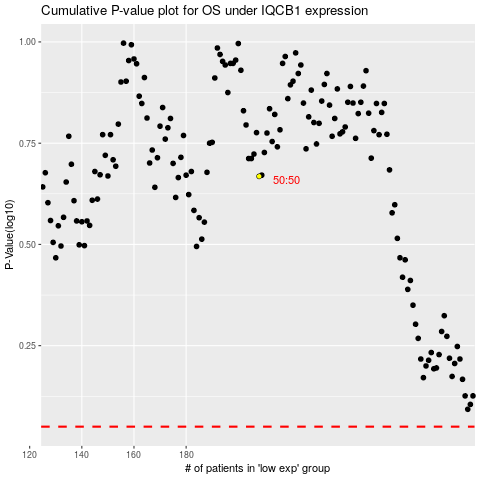 Cumulative P-value plot for OS under IQCB1 expression
P-Value(log10)
1.00
0.75
0.50
0.25
50:50
120 140 160 180
# of patients in 'low exp' group